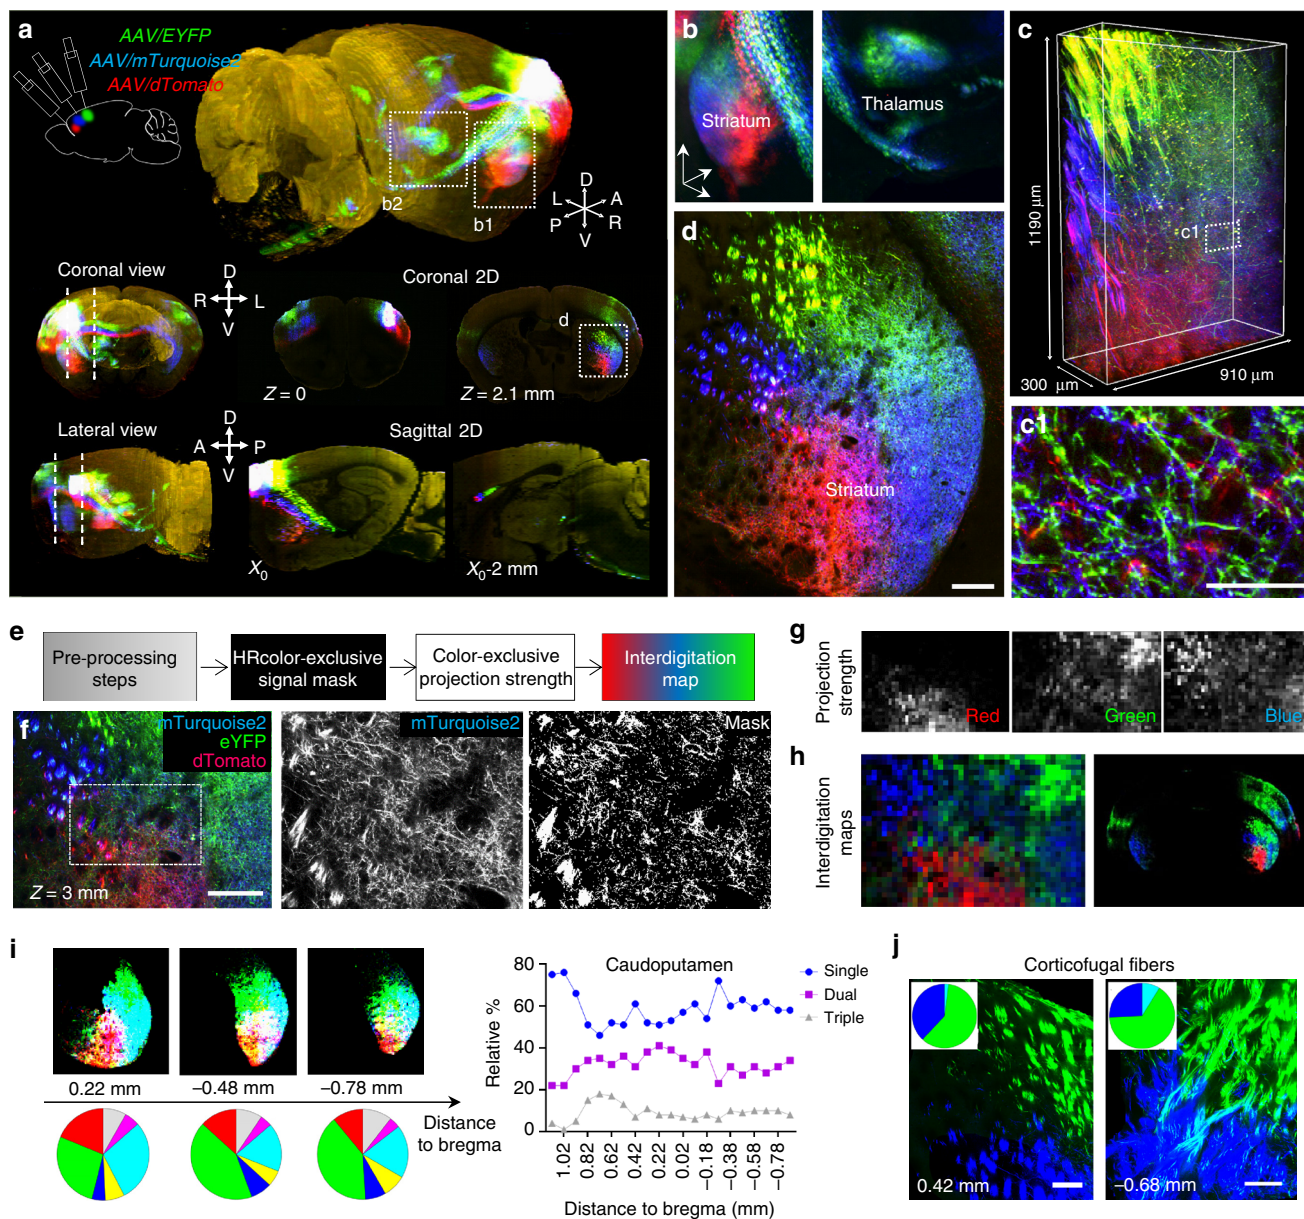 a
AAV/EYFP
AAV/mTurquoise2
AAV/dTomato
b2
b1
D
L
A
P
R
V
Coronal view
D
R
L
V
Coronal 2D
Z = 0
d
Z = 2.1 mm
Lateral view
D
A
P
V
Sagittal 2D
X0
X0-2 mm
b
Striatum
Thalamus
c
1190 µm
c1
300 µm
910 µm
d
Striatum
c1
e
Pre-processing
steps
HRcolor-exclusive
signal mask
Color-exclusive
projection strength
Interdigitation
map
f
mTurquoise2
eYFP
dTomato
Z = 3 mm
mTurquoise2
Mask
g
Projection
strength
Red
Green
Blue
h
Interdigitation
maps
i
0.22 mm
−0.48 mm
−0.78 mm
Distance
to bregma
Caudoputamen
Relative %
80
60
40
20
0
1.02
0.82
0.62
0.42
0.22
0.02
−0.18
−0.38
−0.58
−0.78
Distance to bregma (mm)
Single
Dual
Triple
j
Corticofugal fibers
0.42 mm
−0.68 mm